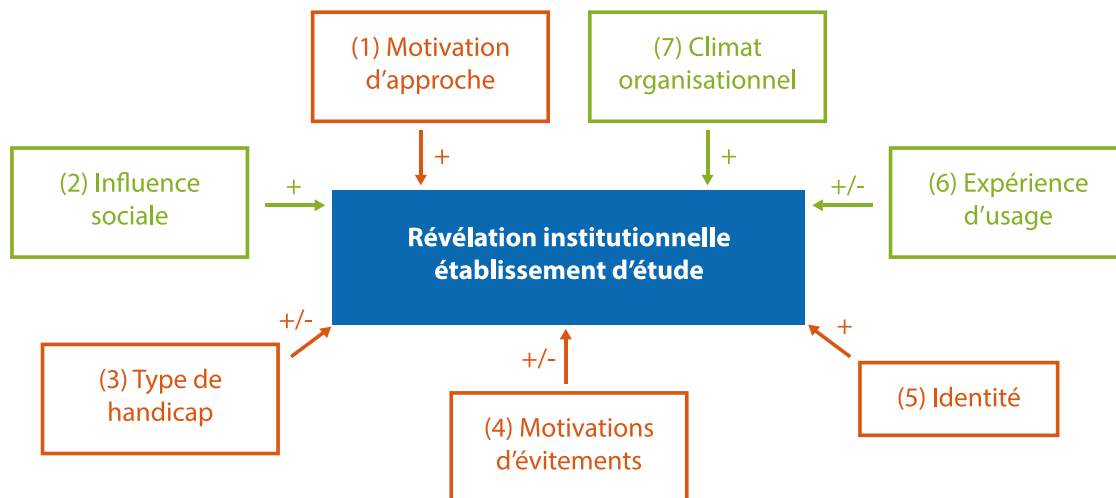 (1) Motivation
d’approche
(7) Climat
organisationnel
+
+
(2) Influence
sociale
+
+/-
(6) Expérience
d’usage
Révélation institutionnelle
établissement d’étude
+/-
(3) Type de
handicap
+/-
(4) Motivations
d’évitements
+
(5) Identité